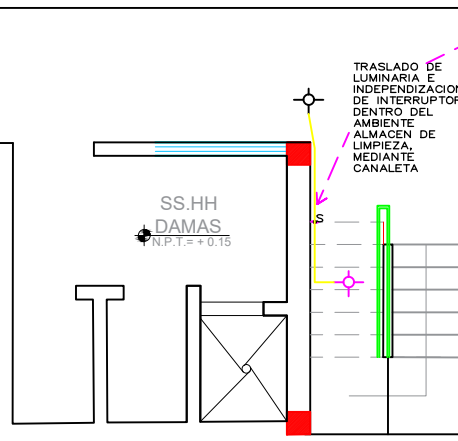 TRASLADO DE
LUMINARIA E
INDEPENDIZACION
DE INTERRUPTOR
DENTRO DEL
AMBIENTE
ALMACEN DE
LIMPIEZA,
MEDIANTE
CANALETA
SS.HH
DAMAS
N.P.T.= + 0.15
S